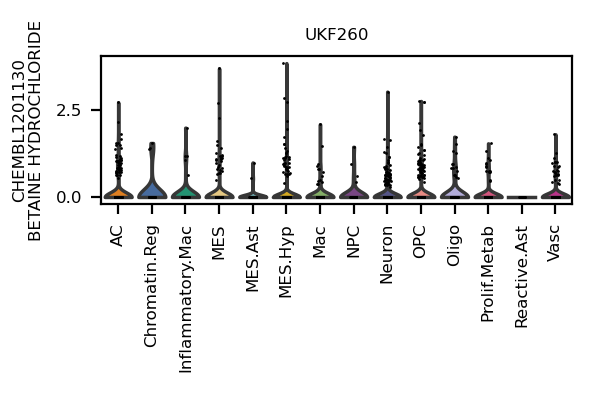 UKF260
CHEMBL1201130
BETAINE HYDROCHLORIDE
2.5
0.0
AC
Chromatin.Reg
Inflammatory.Mac
MES
MES.Ast
MES.Hyp
Mac
NPC
Neuron
OPC
Oligo
Prolif.Metab
Reactive.Ast
Vasc